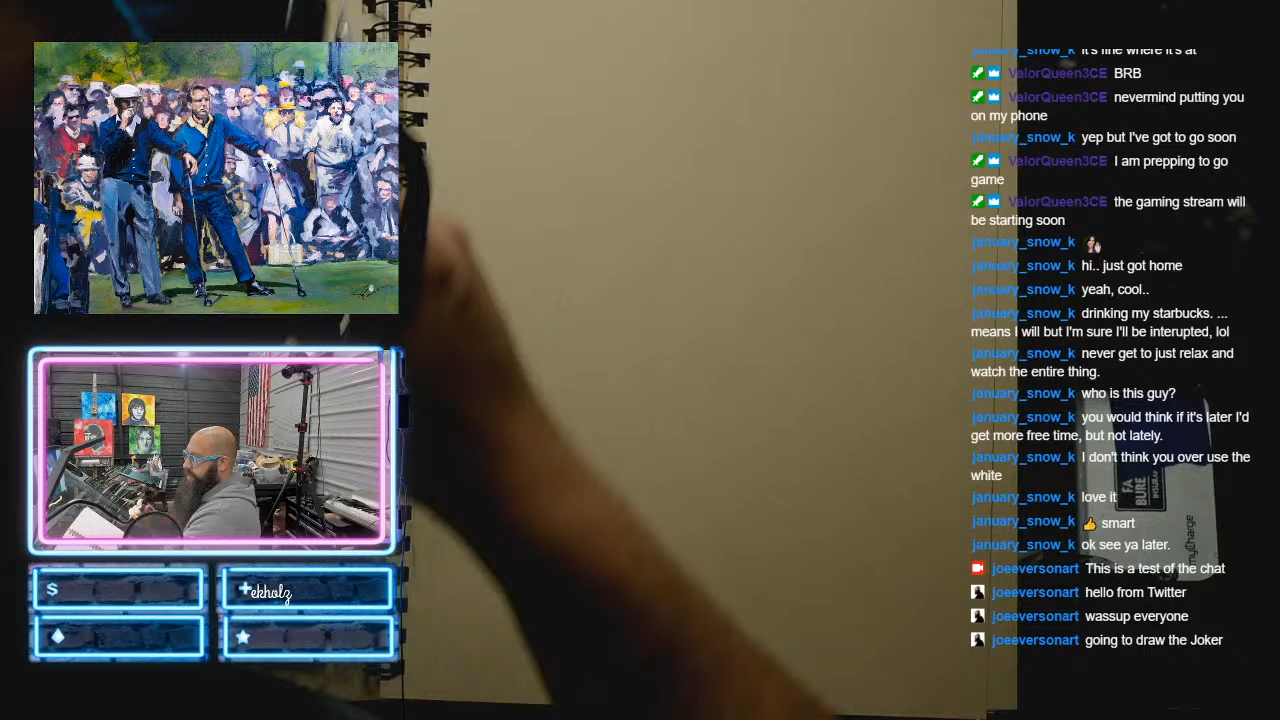 january_snow_k it's fine where it's at
ValorQueen3CE BRB
ValorQueen3CE nevermind putting you
on my phone
january_snow_k yep but I've got to go soon
ValorQueen3CE I am prepping to go
game
ValorQueen3CE the gaming stream will
be starting soon
january_snow_k
january_snow_k hi.. just got home
january_snow_k yeah, cool..
january_snow_k drinking my starbucks. ...
means I will but I'm sure I'll be interupted, lol
january_snow_k never get to just relax and
watch the entire thing.
january_snow_k who is this guy?
january_snow_k you would think if it's later I'd
get more free time, but not lately.
january_snow_k I don't think you over use the
white
january_snow_k love it
january_snow_k 👍 smart
january_snow_k ok see ya later.
joeeversonart This is a test of the chat
joeeversonart hello from Twitter
joeeversonart wassup everyone
joeeversonart going to draw the Joker
$
+ekholz
FA
BURE
INSURA
myCharge